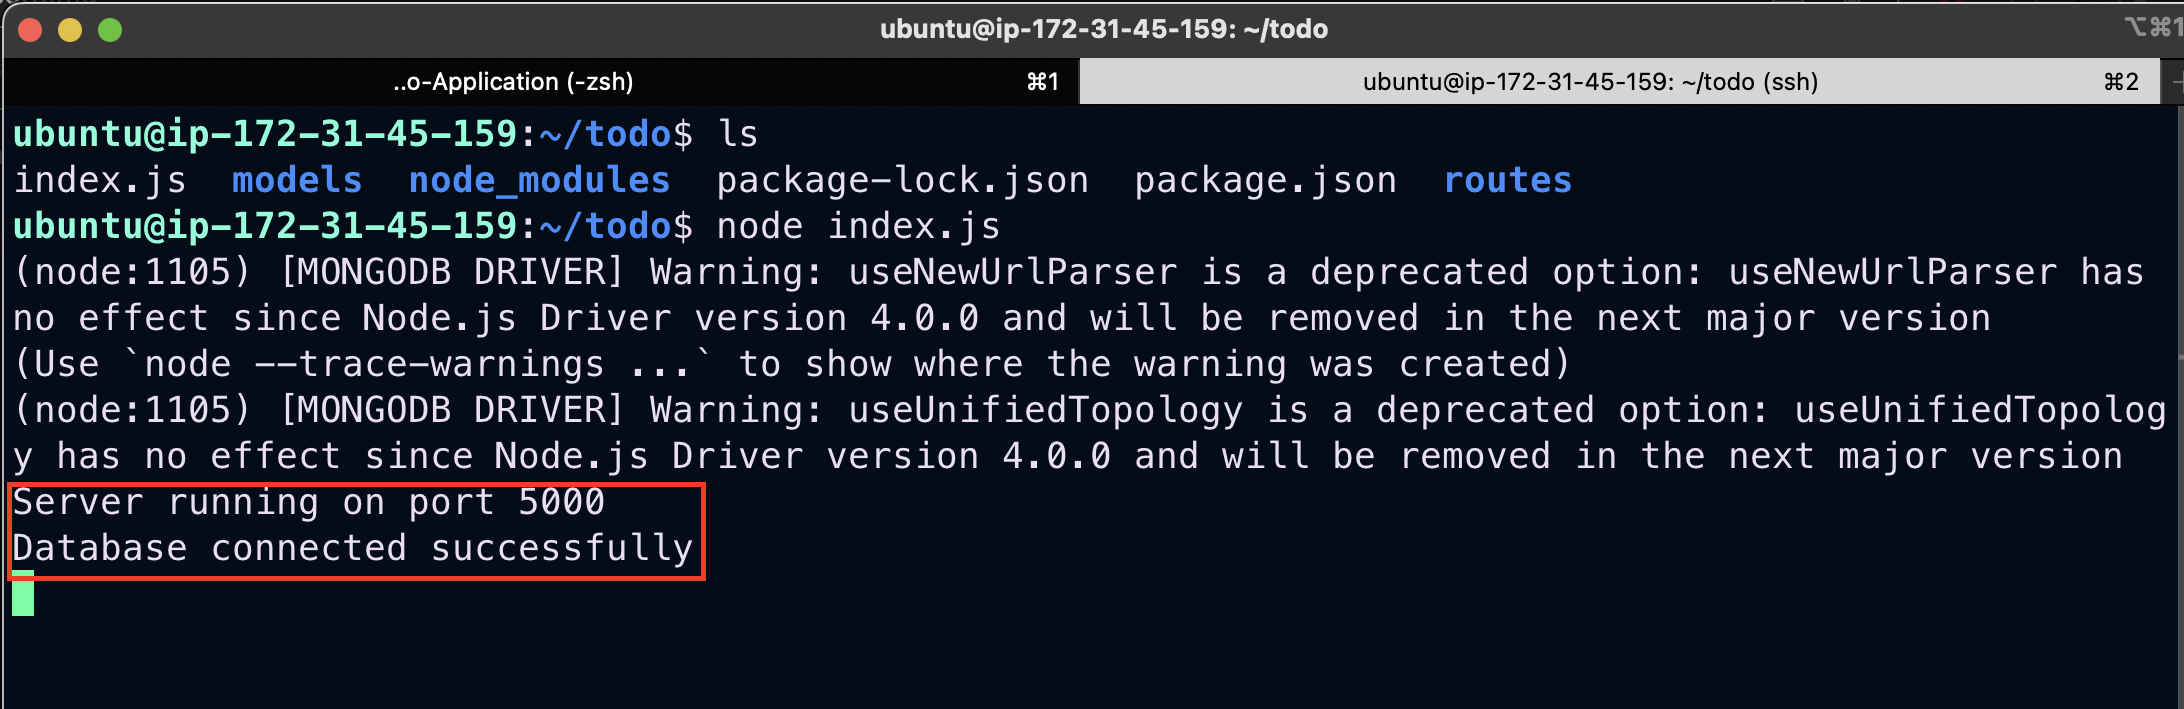 ubuntu@ip-172-31-45-159: ~/todo
⌥⌘1
..o-Application (-zsh) ⌘1 ubuntu@ip-172-31-45-159: ~/todo (ssh) ⌘2
ubuntu@ip-172-31-45-159:~/todo$ ls
index.js models node_modules package-lock.json package.json routes
ubuntu@ip-172-31-45-159:~/todo$ node index.js
(node:1105) [MONGODB DRIVER] Warning: useNewUrlParser is a deprecated option: useNewUrlParser has
no effect since Node.js Driver version 4.0.0 and will be removed in the next major version
(Use `node --trace-warnings ...` to show where the warning was created)
(node:1105) [MONGODB DRIVER] Warning: useUnifiedTopology is a deprecated option: useUnifiedTopolog
y has no effect since Node.js Driver version 4.0.0 and will be removed in the next major version
Server running on port 5000
Database connected successfully